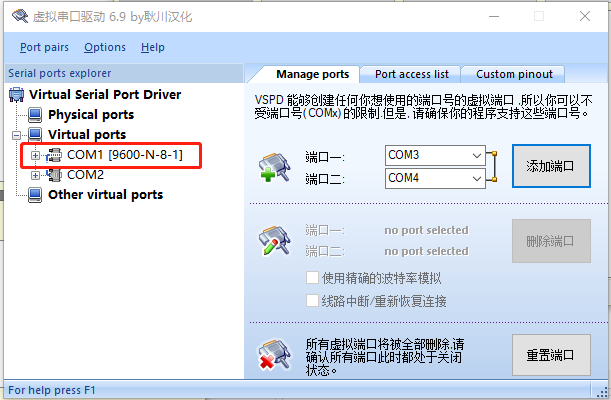 虚拟串口驱动 6.9 by耿川汉化
Port pairs Options Help
Serial ports explorer
Virtual Serial Port Driver
Physical ports
Virtual ports
COM1 [9600-N-8-1]
COM2
Other virtual ports
Manage ports Port access list Custom pinout
VSPD 能够创建任何你想使用的端口号的虚拟端口 ,所以你可以不
受端口号(COMx)的限制.但是, 请确保你的程序支持这些端口号。
端口一: COM3
端口二: COM4
添加端口
端口一: no port selected
端口二: no port selected
删除端口
使用精确的波特率模拟
线路中断/重新恢复连接
所有虚拟端口将被全部删除,请
确认所有端口此时都处于关闭
状态。
重置端口
For help press F1